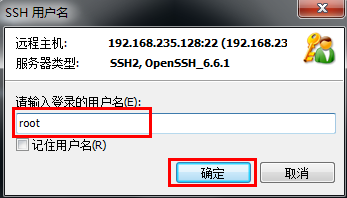 SSH 用户名
远程主机: 192.168.235.128:22 (192.168.23
服务器类型: SSH2, OpenSSH_6.6.1
请输入登录的用户名(E):
root
记住用户名(R)
确定 取消